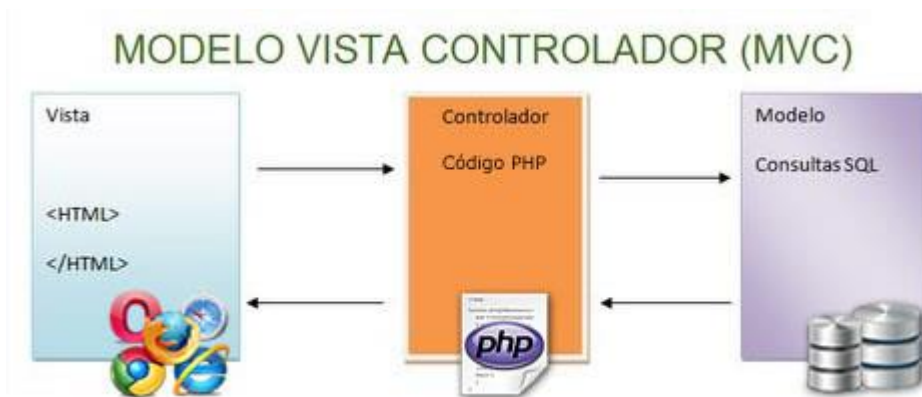 MODELO VISTA CONTROLADOR (MVC)
Vista
<HTML>
</HTML>
Controlador
Código PHP
php
Modelo
Consultas SQL